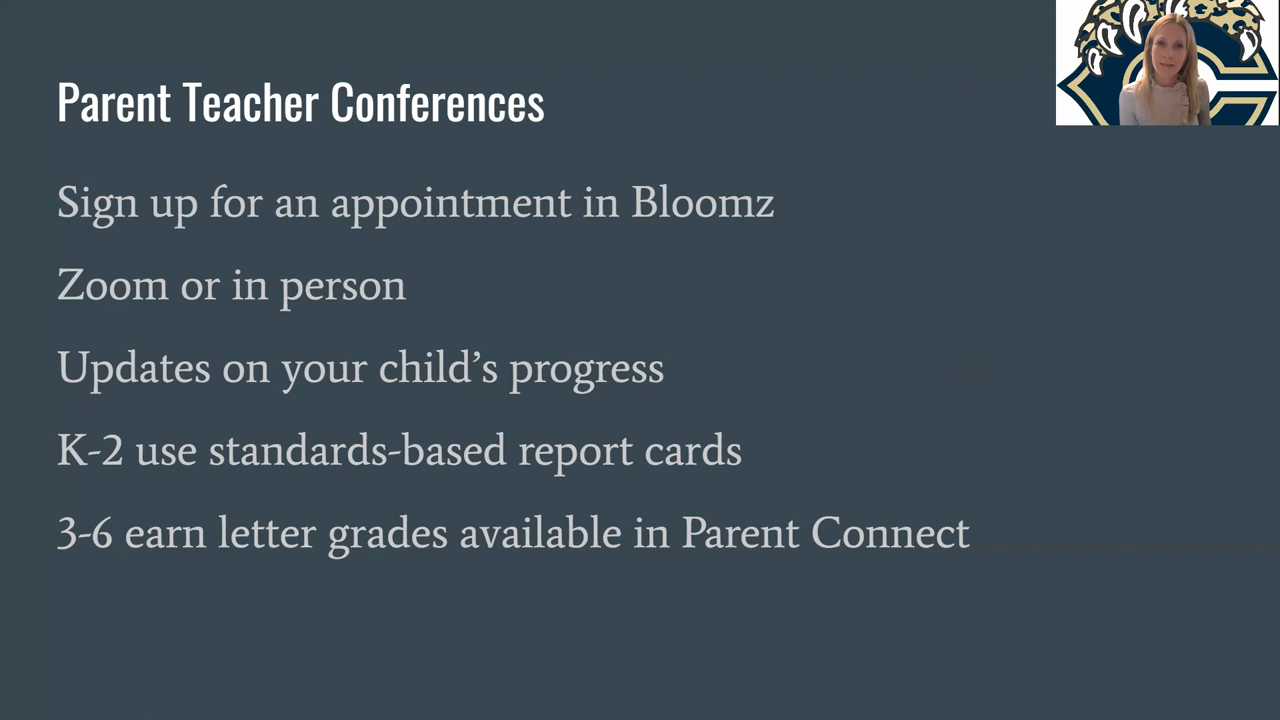 Parent Teacher Conferences
Sign up for an appointment in Bloomz
Zoom or in person
Updates on your child’s progress
K-2 use standards-based report cards
3-6 earn letter grades available in Parent Connect